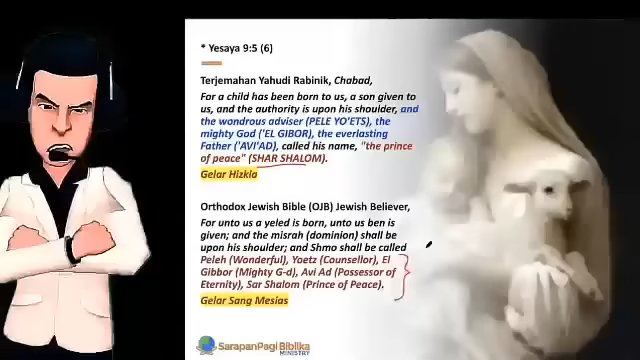 * Yesaya 9:5 (6)
Terjemahan Yahudi Rabinik, Chabad,
For a child has been born to us, a son given to
us, and the authority is upon his shoulder, and
the wondrous adviser (PELE YO'ETS), the
mighty God ('EL GIBOR), the everlasting
Father ('AVI'AD), called his name, "the prince
of peace" (SHAR SHALOM).
Gelar Hizkia
Orthodox Jewish Bible (OJB) Jewish Believer,
For unto us a yeled is born, unto us ben is
given; and the misrah (dominion) shall be
upon his shoulder; and Shmo shall be called
Peleh (Wonderful), Yoetz (Counsellor), El
Gibbor (Mighty G-d), Avi Ad (Possessor of
Eternity), Sar Shalom (Prince of Peace).
Gelar Sang Mesias
SarapanPagi Biblika
MINISTRY